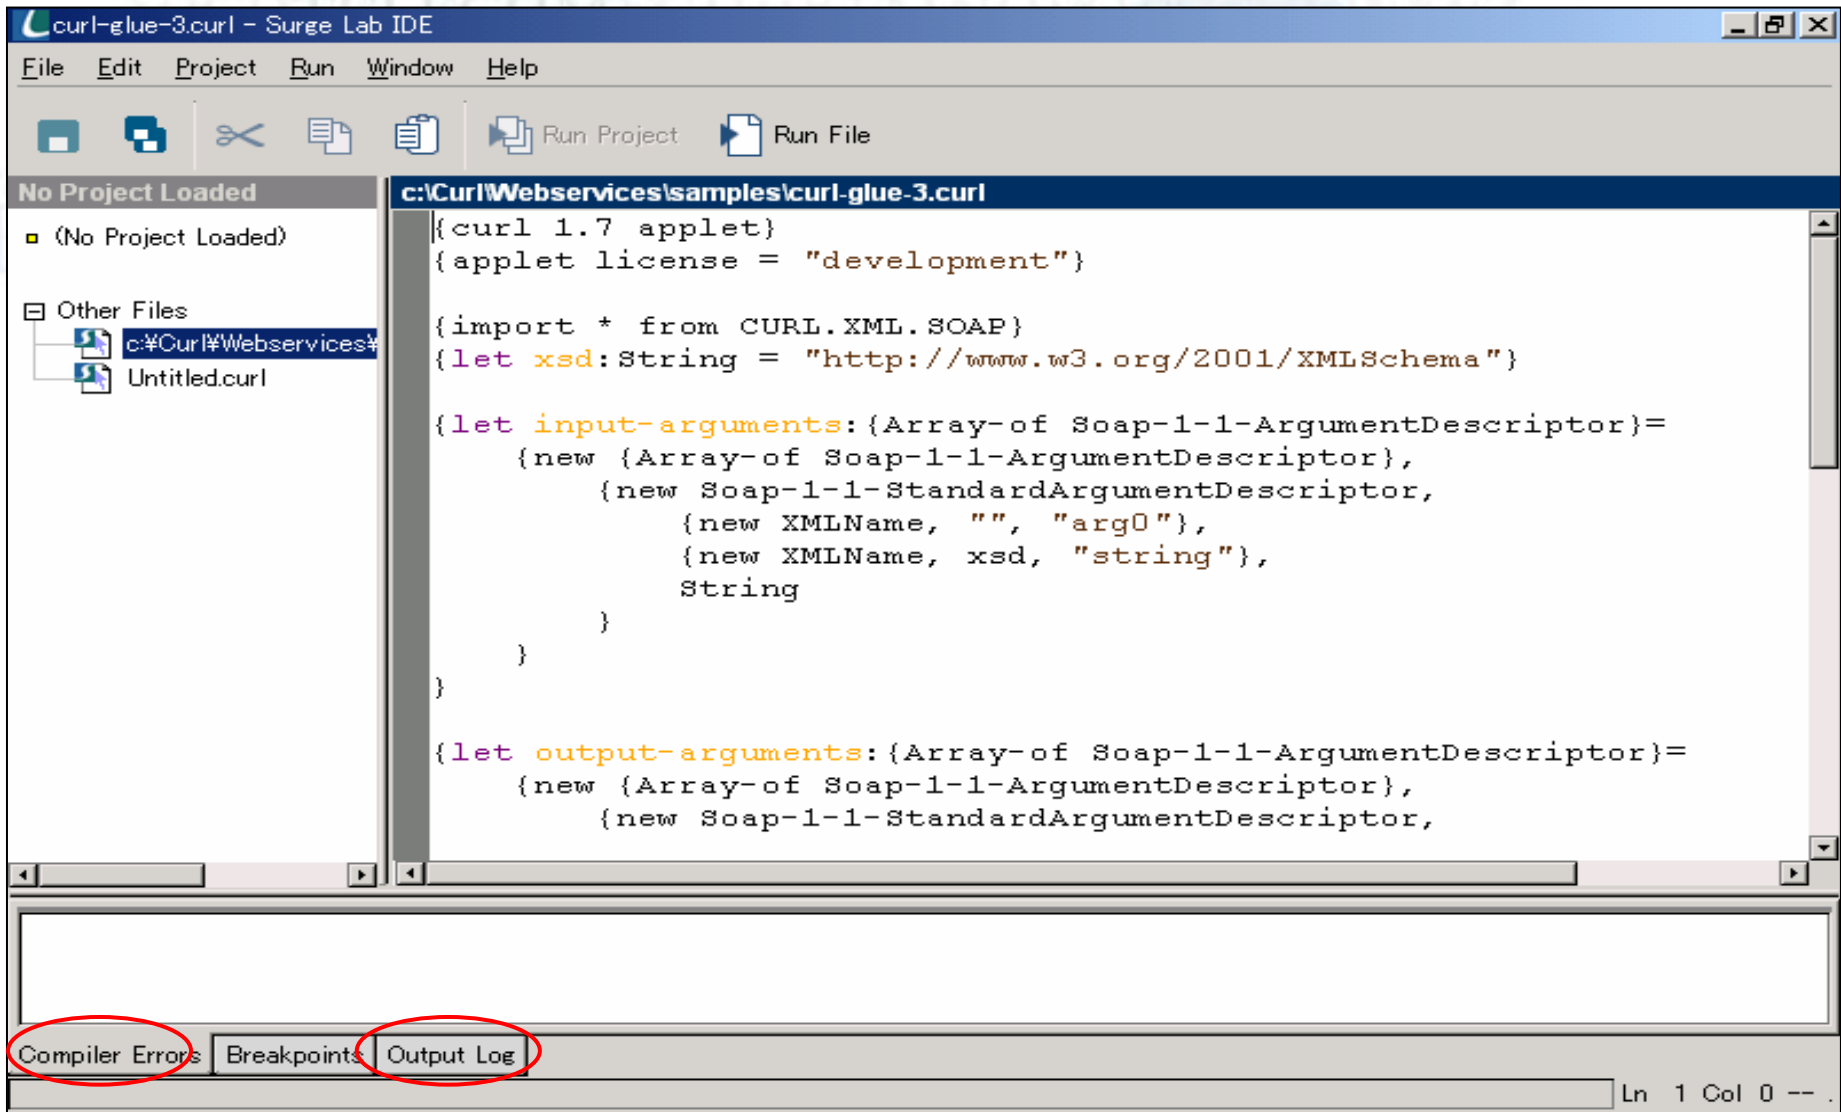 curl-glue-3.curl - Surge Lab IDE
File Edit Project Run Window Help
Run Project Run File
No Project Loaded
(No Project Loaded)
Other Files
c:¥Curl¥Webservices¥
Untitled.curl
c:\Curl\Webservices\samples\curl-glue-3.curl
{curl 1.7 applet}
{applet license = "development"}
{import * from CURL.XML.SOAP}
{let xsd:String = "http://www.w3.org/2001/XMLSchema"}
{let input-arguments:{Array-of Soap-1-1-ArgumentDescriptor}=
{new {Array-of Soap-1-1-ArgumentDescriptor},
{new Soap-1-1-StandardArgumentDescriptor,
{new XMLName, "", "arg0"},
{new XMLName, xsd, "string"},
String
}
}
}
{let output-arguments:{Array-of Soap-1-1-ArgumentDescriptor}=
{new {Array-of Soap-1-1-ArgumentDescriptor},
{new Soap-1-1-StandardArgumentDescriptor,
Compiler Errors Breakpoints Output Log
Ln 1 Col 0 -- .